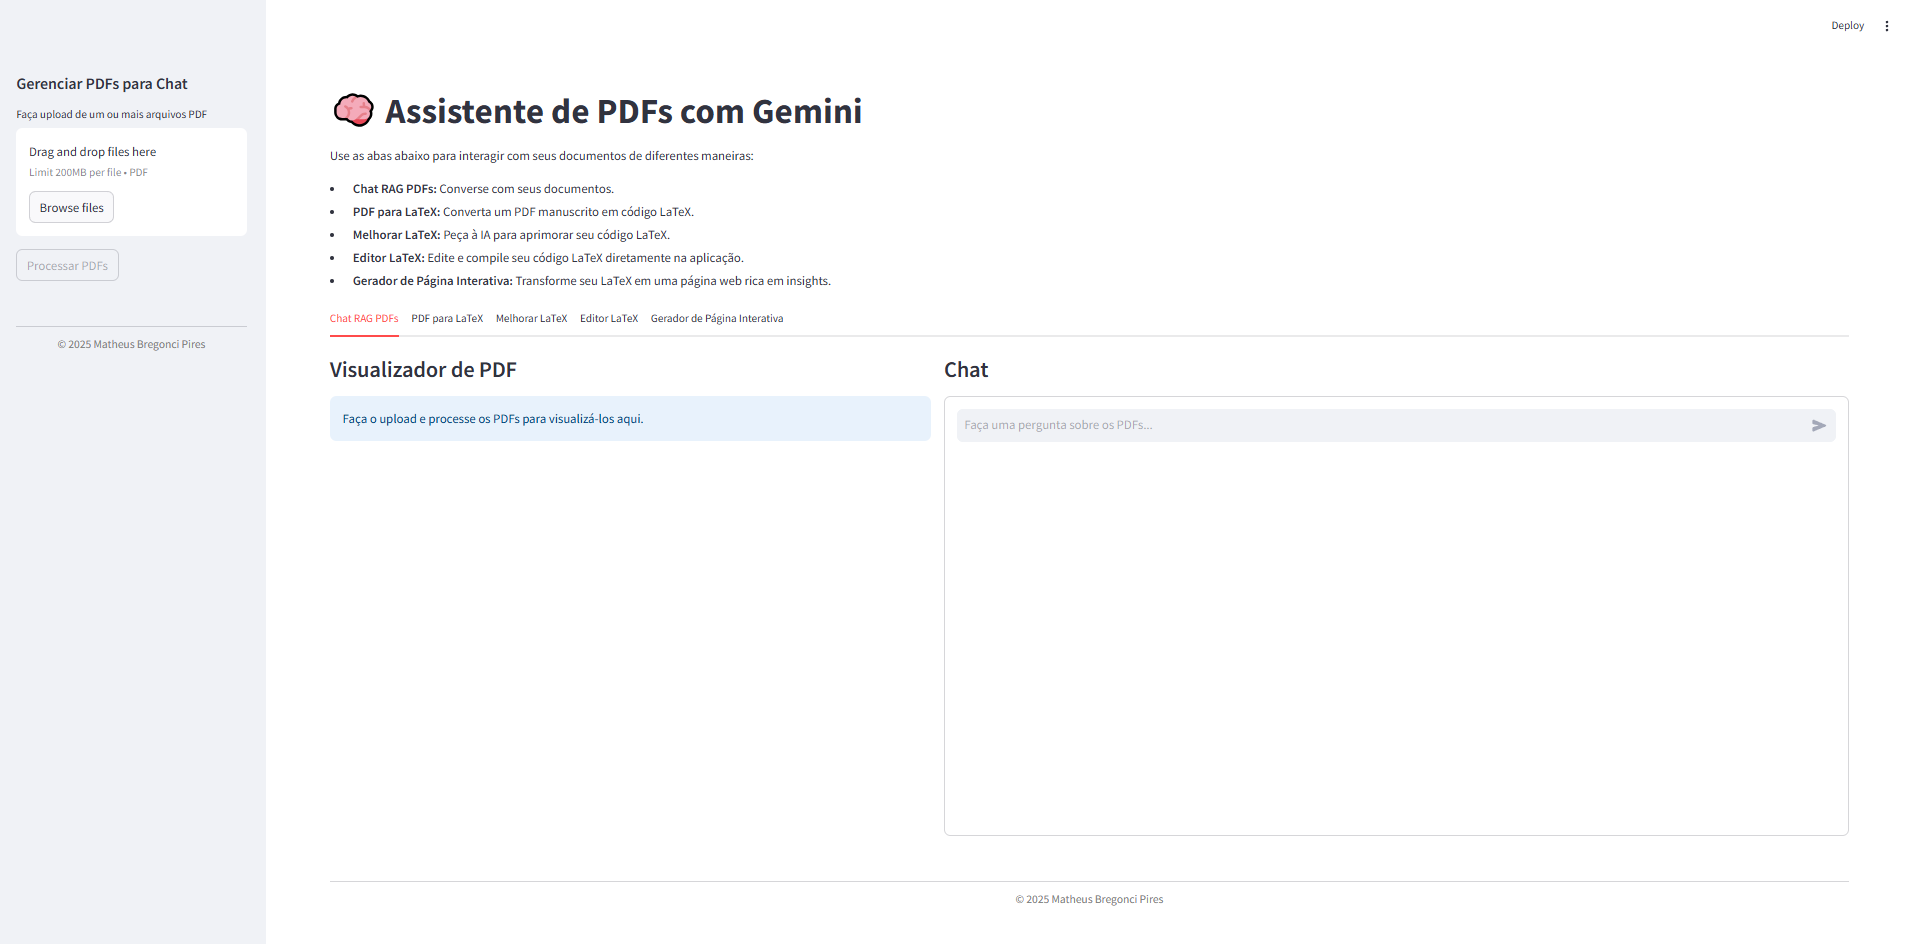 Deploy
Gerenciar PDFs para Chat
Faça upload de um ou mais arquivos PDF
Drag and drop files here
Limit 200MB per file • PDF
Browse files
Processar PDFs
© 2025 Matheus Bregonci Pires
Assistente de PDFs com Gemini
Use as abas abaixo para interagir com seus documentos de diferentes maneiras:
• Chat RAG PDFs: Converse com seus documentos.
• PDF para LaTeX: Converta um PDF manuscrito em código LaTeX.
• Melhorar LaTeX: Peça à IA para aprimorar seu código LaTeX.
• Editor LaTeX: Edite e compile seu código LaTeX diretamente na aplicação.
• Gerador de Página Interativa: Transforme seu LaTeX em uma página web rica em insights.
Chat RAG PDFs PDF para LaTeX Melhorar LaTeX Editor LaTeX Gerador de Página Interativa
Visualizador de PDF
Faça o upload e processe os PDFs para visualizá-los aqui.
Chat
Faça uma pergunta sobre os PDFs...
© 2025 Matheus Bregonci Pires